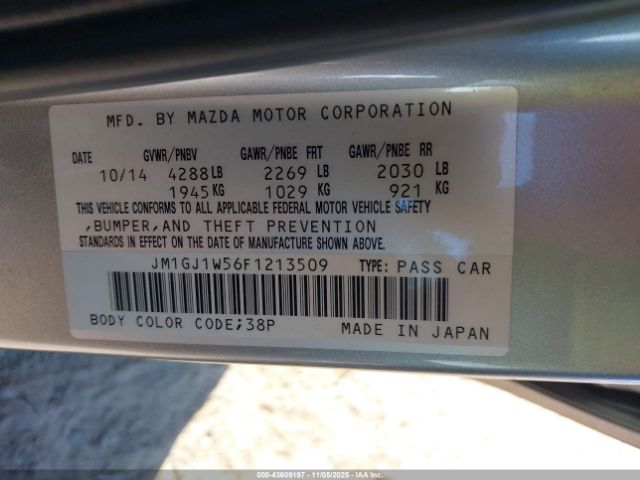 MFD. BY MAZDA MOTOR CORPORATION
DATE GVWR/PNBV GAWR/PNBE FRT GAWR/PNBE RR
10/14 4288 LB 2269 LB 2030 LB
1945 KG 1029 KG 921 KG
THIS VEHICLE CONFORMS TO ALL APPLICABLE FEDERAL MOTOR VEHICLE SAFETY
,BUMPER,AND THEFT PREVENTION
STANDARDS IN EFFECT ON THE DATE OF MANUFACTURE SHOWN ABOVE.
JM1GJ1W56F1213509 TYPE: PASS CAR
BODY COLOR CODE;38P MADE IN JAPAN
000-43609197 - 11/05/2025 - IAAI Inc.